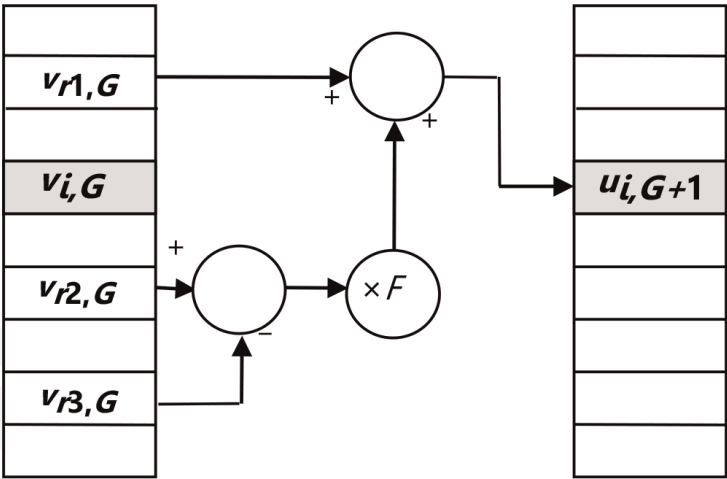 v r1,G
+
+
v i,G
u i,G+1
+
v r2,G
×F
−
v r3,G